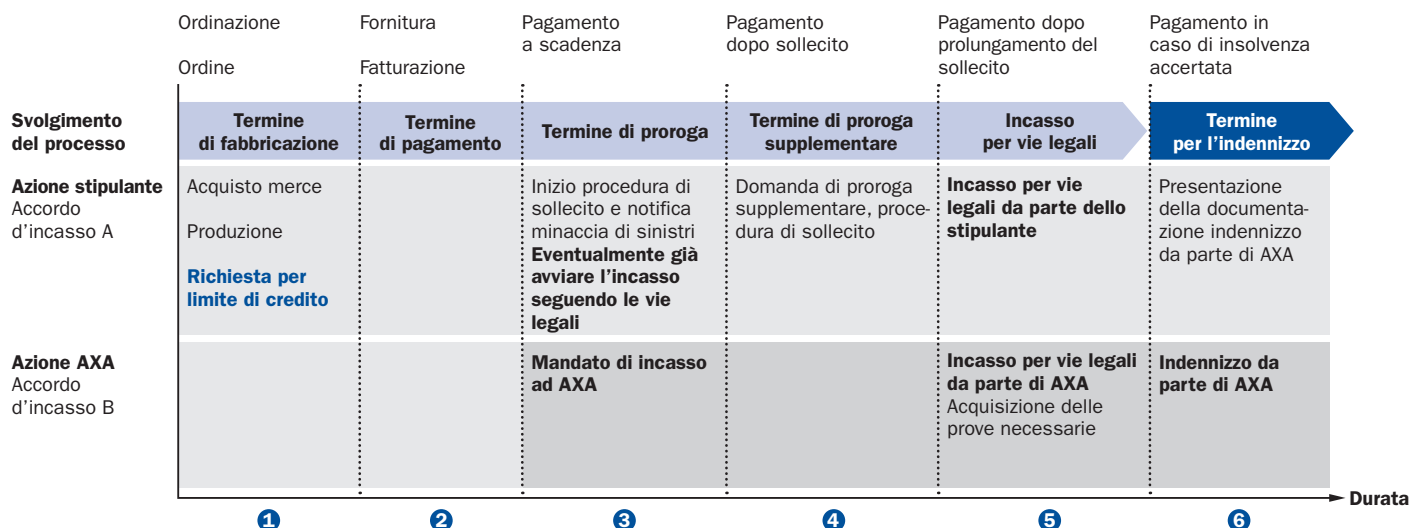 Ordinazione
Ordine
Fornitura
Fatturazione
Pagamento
a scadenza
Pagamento
dopo sollecito
Pagamento dopo
prolungamento del
sollecito
Pagamento in
caso di insolvenza
accertata
Svolgimento
del processo
Termine
di fabbricazione
Termine
di pagamento
Termine di proroga
Termine di proroga
supplementare
Incasso
per vie legali
Termine
per l'indennizzo
Azione stipulante
Accordo
d'incasso A
Acquisto merce
Produzione
Richiesta per
limite di credito
Inizio procedura di
sollecito e notifica
minaccia di sinistri
Eventualmente già
avviare l'incasso
seguendo le vie
legali
Domanda di proroga
supplementare, proce-
dura di sollecito
Incasso per vie
legali da parte dello
stipulante
Presentazione
della documenta-
zione indennizzo
da parte di AXA
Azione AXA
Accordo
d'incasso B
Mandato di incasso
ad AXA
Incasso per vie legali
da parte di AXA
Acquisizione delle
prove necessarie
Indennizzo da
parte di AXA
Durata
1
2
3
4
5
6